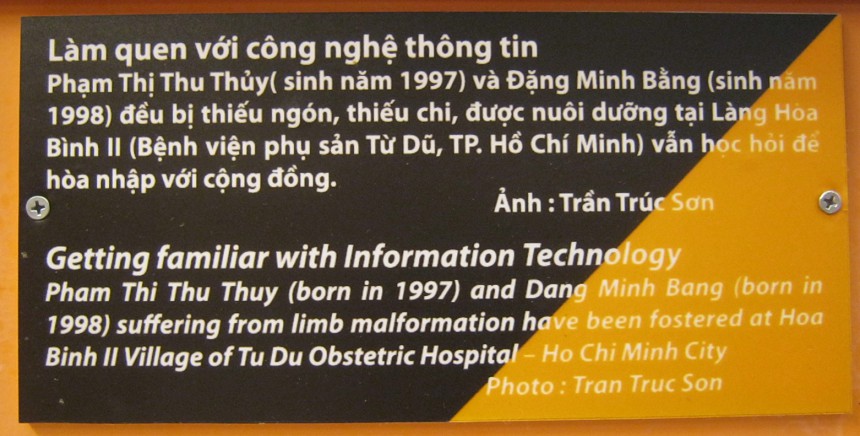 Làm quen với công nghệ thông tin
Phạm Thị Thu Thủy( sinh năm 1997) và Đặng Minh Bằng (sinh năm
1998) đều bị thiếu ngón, thiếu chi, được nuôi dưỡng tại Làng Hòa
Bình II (Bệnh viện phụ sản Từ Dũ, TP. Hồ Chí Minh) vẫn học hỏi để
hòa nhập với cộng đồng.
Ảnh : Trần Trúc Sơn
Getting familiar with Information Technology
Pham Thi Thu Thuy (born in 1997) and Dang Minh Bang (born in
1998) suffering from limb malformation have been fostered at Hoa
Binh II Village of Tu Du Obstetric Hospital – Ho Chi Minh City
Photo : Tran Truc Son